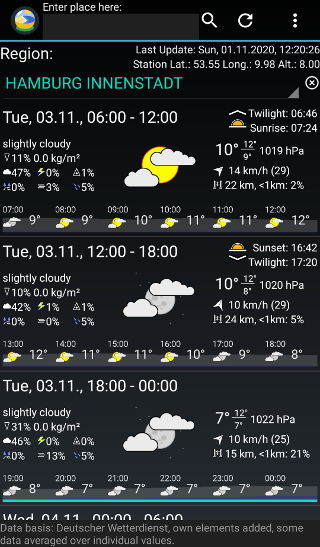 Enter place here:
Region:
Last Update: Sun, 01.11.2020, 12:20:26
Station Lat.: 53.55 Long.: 9.98 Alt.: 8.00
HAMBURG INNENSTADT
Tue, 03.11., 06:00 - 12:00
Twilight: 06:46
Sunrise: 07:24
slightly cloudy
11% 0.0 kg/m²
47% 1% 1%
0% 3% 5%
10° 12° 9° 1019 hPa
14 km/h (29)
22 km, <1km: 2%
07:00 08:00 09:00 10:00 11:00 12:00
9° 9° 10° 11° 12° 12°
Tue, 03.11., 12:00 - 18:00
Sunset: 16:42
Twilight: 17:20
slightly cloudy
10% 0.0 kg/m²
42% 1% 1%
0% 0% 5%
10° 12° 8° 1020 hPa
10 km/h (29)
24 km, <1km: 5%
13:00 14:00 15:00 16:00 17:00 18:00
12° 11° 11° 10° 9° 8°
Tue, 03.11., 18:00 - 00:00
slightly cloudy
31% 0.0 kg/m²
46% 0% 0%
0% 13% 5%
7° 12° 7° 1022 hPa
10 km/h (25)
15 km, <1km: 21%
19:00 20:00 21:00 22:00 23:00 00:00
8° 7° 7° 7° 7° 7°
Wed, 04.11., 00:00 - 06:00
Data basis: Deutscher Wetterdienst, own elements added, some
data averaged over individual values.